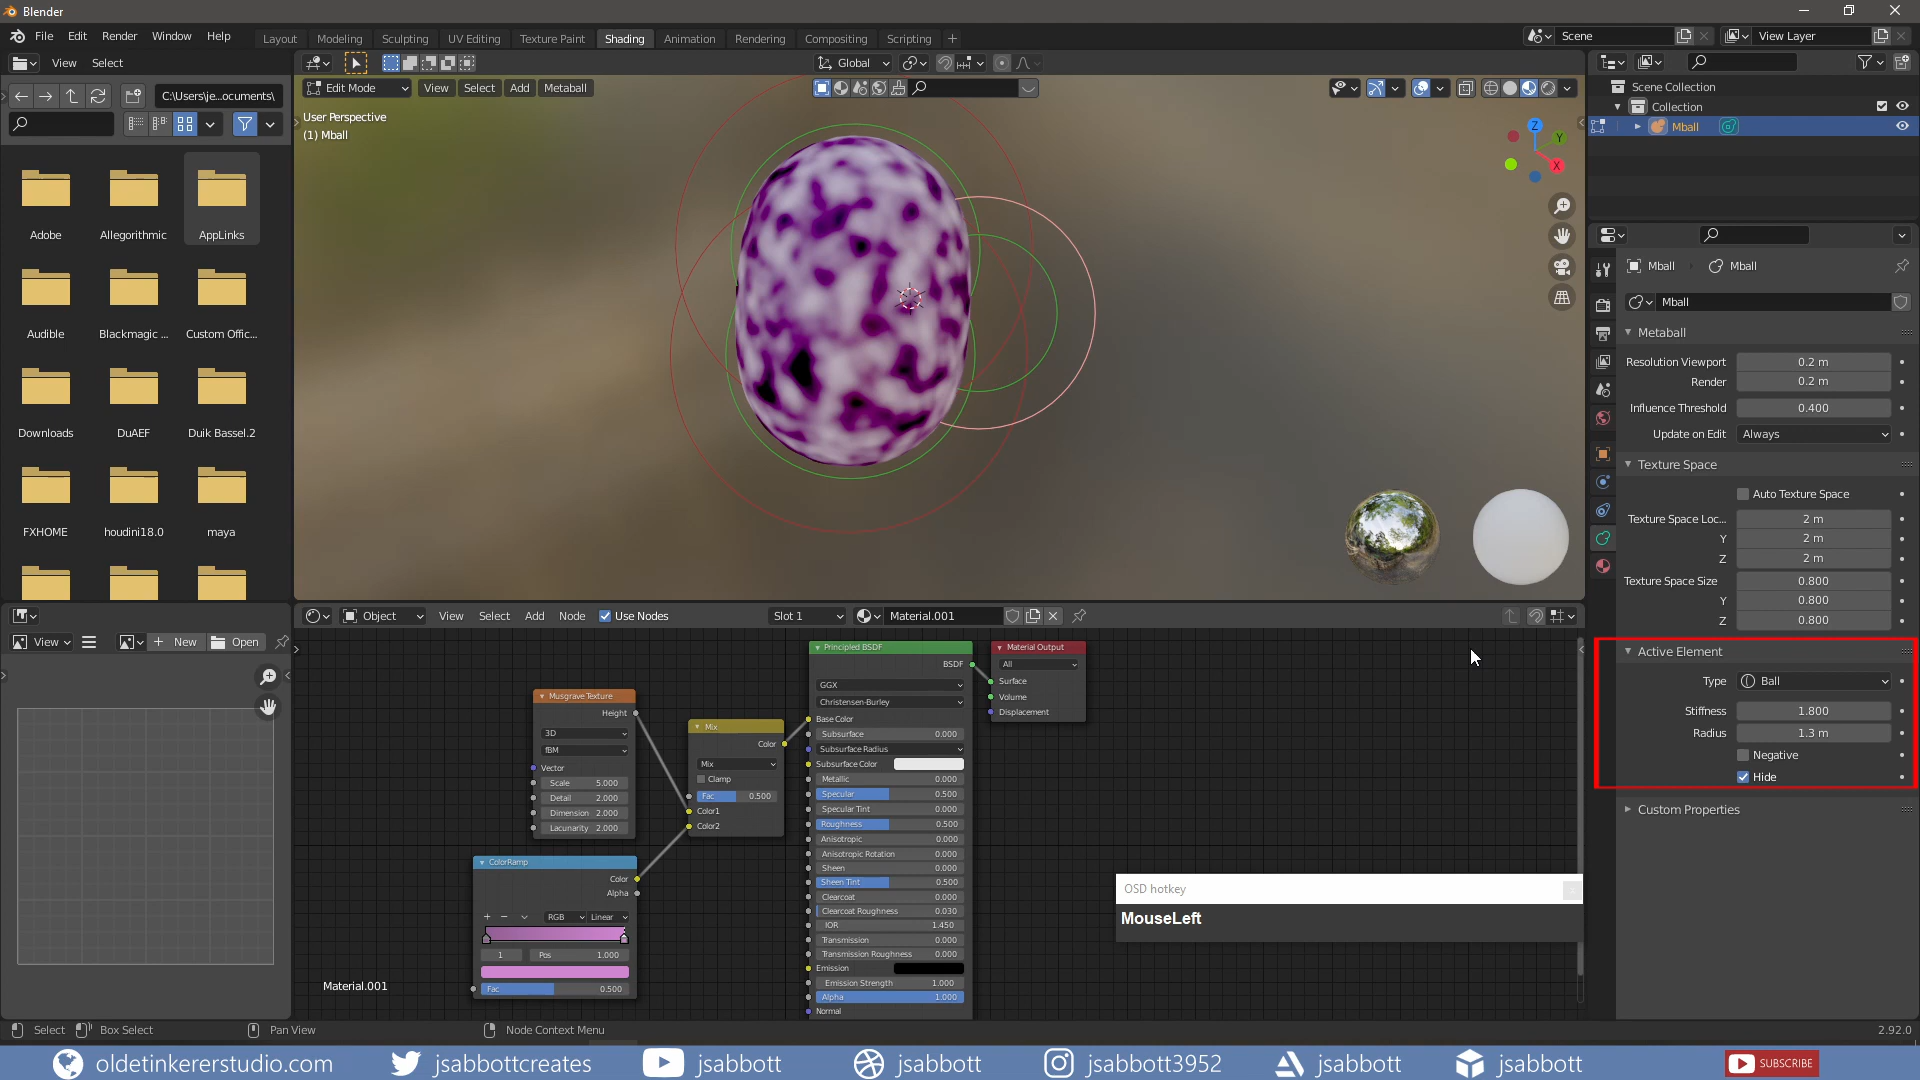 Blender
File Edit Render Window Help
Layout Modeling Sculpting UV Editing Texture Paint Shading Animation Rendering Compositing Scripting +
Scene
View Layer
View Select
Global
C:\Users\je...ocuments\
Edit Mode View Select Add Metaball
User Perspective
(1) Mball
Z
Y
X
Adobe Allegorithmic AppLinks
Audible Blackmagic ... Custom Offic...
Downloads DuAEF Duik Bassel.2
FXHOME houdini18.0 maya
Scene Collection
Collection
Mball
Mball Mball
Mball
Metaball
Resolution Viewport 0.2 m
Render 0.2 m
Influence Threshold 0.400
Update on Edit Always
Texture Space
Auto Texture Space
Texture Space Loc... 2 m
Y 2 m
Z 2 m
Texture Space Size 0.800
Y 0.800
Z 0.800
Active Element
Type Ball
Stiffness 1.800
Radius 1.3 m
Negative
Hide
Custom Properties
View New Open
Object View Select Add Node Use Nodes Slot 1 Material.001
Musgrave Texture
Height
3D
fBM
Vector
Scale 5.000
Detail 2.000
Dimension 2.000
Lacunarity 2.000
ColorRamp
Color
Alpha
+ − RGB Linear
1 Pos 1.000
Fac 0.500
Mix
Color
Mix
Clamp
Fac 0.500
Color1
Color2
Principled BSDF
BSDF
GGX
Christensen-Burley
Base Color
Subsurface 0.000
Subsurface Radius
Subsurface Color
Metallic 0.000
Specular 0.500
Specular Tint 0.000
Roughness 0.500
Anisotropic 0.000
Anisotropic Rotation 0.000
Sheen 0.000
Sheen Tint 0.500
Clearcoat 0.000
Clearcoat Roughness 0.030
IOR 1.450
Transmission 0.000
Transmission Roughness 0.000
Emission
Emission Strength 1.000
Alpha 1.000
Normal
Material Output
All
Surface
Volume
Displacement
OSD hotkey
MouseLeft
Material.001
Select Box Select Pan View Node Context Menu 2.92.0
oldetinkererstudio.com jsabbottcreates jsabbott jsabbott jsabbott3952 jsabbott jsabbott SUBSCRIBE